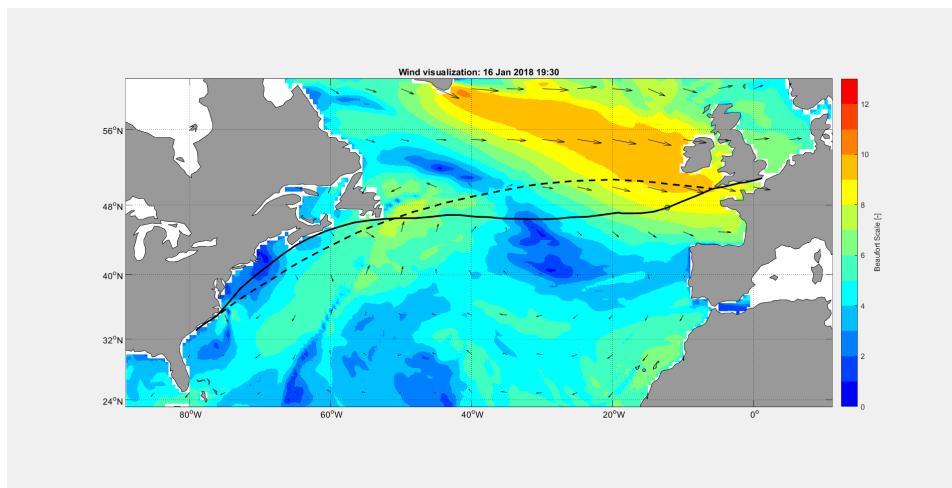 Wind visualization: 16 Jan 2018 19:30
56°N
48°N
40°N
32°N
24°N
80°W
60°W
40°W
20°W
0°
12
10
8
6
4
2
0
Beaufort Scale [-]